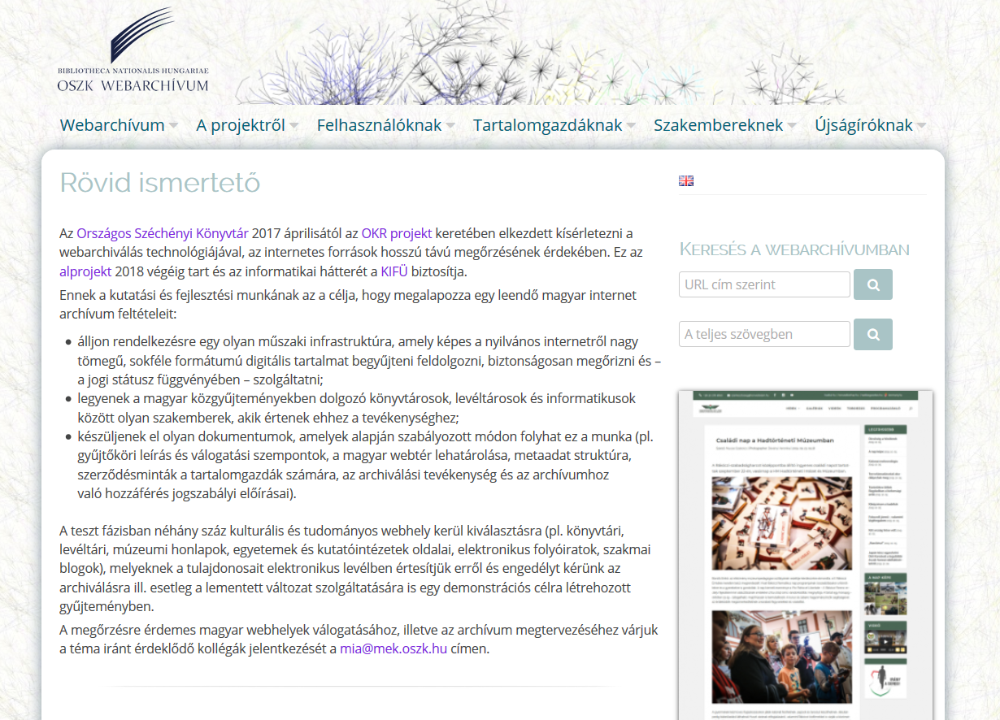 BIBLIOTHECA NATIONALIS HUNGARIAE
OSZK WEBARCHÍVUM
Webarchívum A projektről Felhasználóknak Tartalomgazdáknak Szakembereknek Újságíróknak
Rövid ismertető
Az Országos Széchényi Könyvtár 2017 áprilisától az OKR projekt keretében elkezdett kísérletezni a
webarchiválás technológiájával, az internetes források hosszú távú megőrzésének érdekében. Ez az
alprojekt 2018 végéig tart és az informatikai hátterét a KIFÜ biztosítja.
Ennek a kutatási és fejlesztési munkának az a célja, hogy megalapozza egy leendő magyar internet
archívum feltételeit:
álljon rendelkezésre egy olyan műszaki infrastruktúra, amely képes a nyilvános internetről nagy
tömegű, sokféle formátumú digitális tartalmat begyűjteni feldolgozni, biztonságosan megőrizni és –
a jogi státusz függvényében – szolgáltatni;
legyenek a magyar közgyűjteményekben dolgozó könyvtárosok, levéltárosok és informatikusok
között olyan szakemberek, akik értenek ehhez a tevékenységhez;
készüljenek el olyan dokumentumok, amelyek alapján szabályozott módon folyhat ez a munka (pl.
gyűjtőköri leírás és válogatási szempontok, a magyar webtér lehatárolása, metaadat struktúra,
szerződésminták a tartalomgazdák számára, az archiválási tevékenység és az archívumhoz
való hozzáférés jogszabályi előírásai).
A teszt fázisban néhány száz kulturális és tudományos webhely kerül kiválasztásra (pl. könyvtári,
levéltári, múzeumi honlapok, egyetemek és kutatóintézetek oldalai, elektronikus folyóiratok, szakmai
blogok), melyeknek a tulajdonosait elektronikus levélben értesítjük erről és engedélyt kérünk az
archiválásra ill. esetleg a lementett változat szolgáltatására is egy demonstrációs célra létrehozott
gyűjteményben.
A megőrzésre érdemes magyar webhelyek válogatásához, illetve az archívum megtervezéséhez várjuk
a téma iránt érdeklődő kollégák jelentkezését a mia@mek.oszk.hu címen.
Keresés a webarchívumban
URL cím szerint
A teljes szövegben
Családi nap a Hadtörténeti Múzeumban